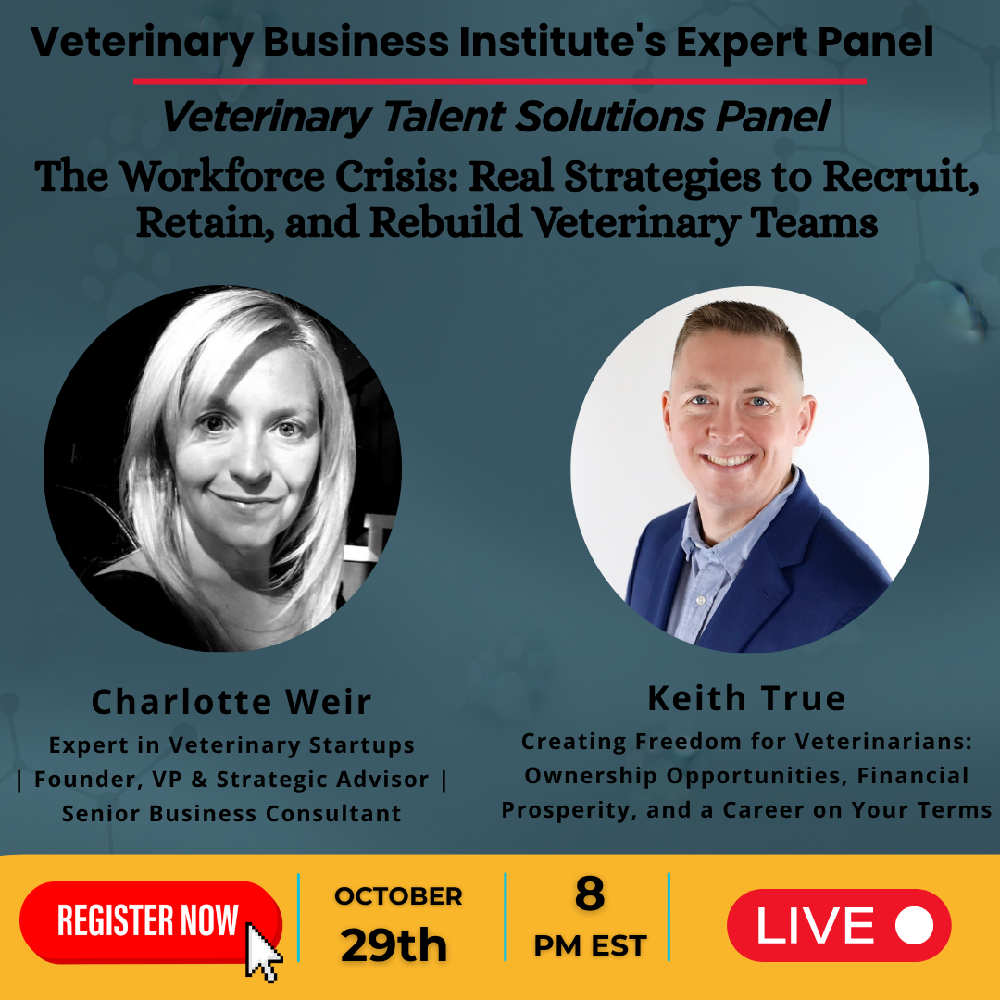 Veterinary Business Institute's Expert Panel
Veterinary Talent Solutions Panel
The Workforce Crisis: Real Strategies to Recruit,
Retain, and Rebuild Veterinary Teams
Charlotte Weir
Expert in Veterinary Startups
| Founder, VP & Strategic Advisor |
Senior Business Consultant
Keith True
Creating Freedom for Veterinarians:
Ownership Opportunities, Financial
Prosperity, and a Career on Your Terms
REGISTER NOW
OCTOBER
29th
8
PM EST
LIVE